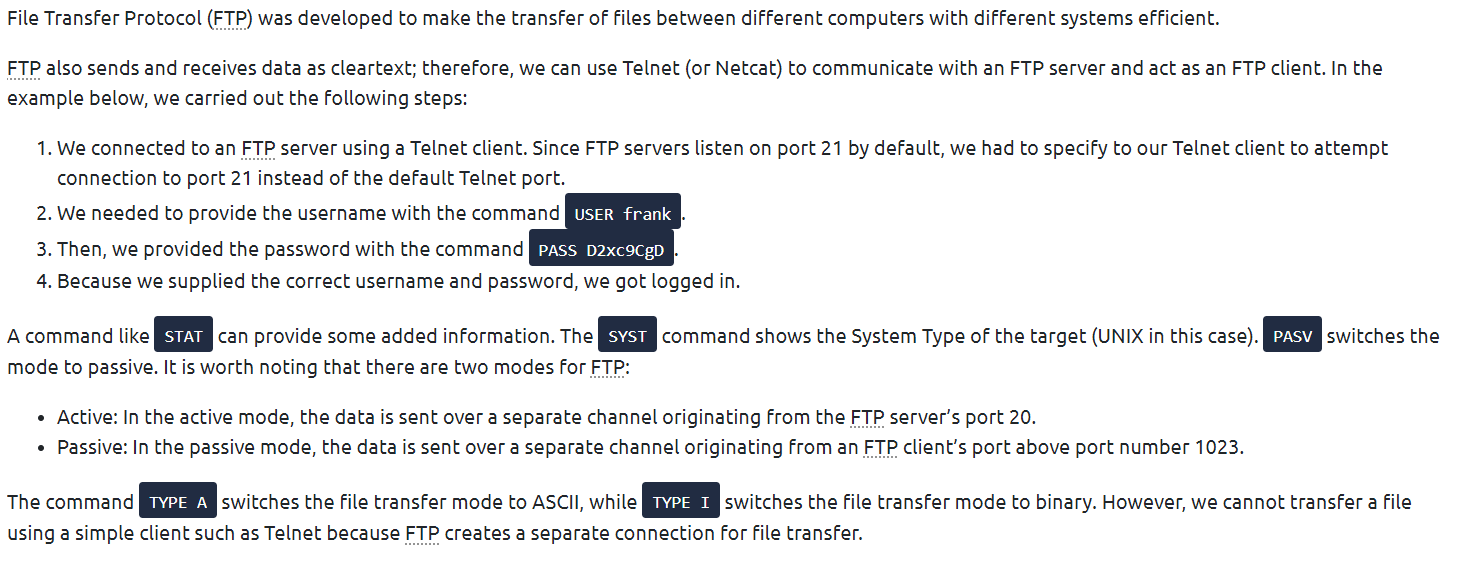 File Transfer Protocol (FTP) was developed to make the transfer of files between different computers with different systems efficient.
FTP also sends and receives data as cleartext; therefore, we can use Telnet (or Netcat) to communicate with an FTP server and act as an FTP client. In the
example below, we carried out the following steps:
1. We connected to an FTP server using a Telnet client. Since FTP servers listen on port 21 by default, we had to specify to our Telnet client to attempt
connection to port 21 instead of the default Telnet port.
2. We needed to provide the username with the command USER frank.
3. Then, we provided the password with the command PASS D2xc9CgD.
4. Because we supplied the correct username and password, we got logged in.
A command like STAT can provide some added information. The SYST command shows the System Type of the target (UNIX in this case). PASV switches the
mode to passive. It is worth noting that there are two modes for FTP:
• Active: In the active mode, the data is sent over a separate channel originating from the FTP server’s port 20.
• Passive: In the passive mode, the data is sent over a separate channel originating from an FTP client’s port above port number 1023.
The command TYPE A switches the file transfer mode to ASCII, while TYPE I switches the file transfer mode to binary. However, we cannot transfer a file
using a simple client such as Telnet because FTP creates a separate connection for file transfer.